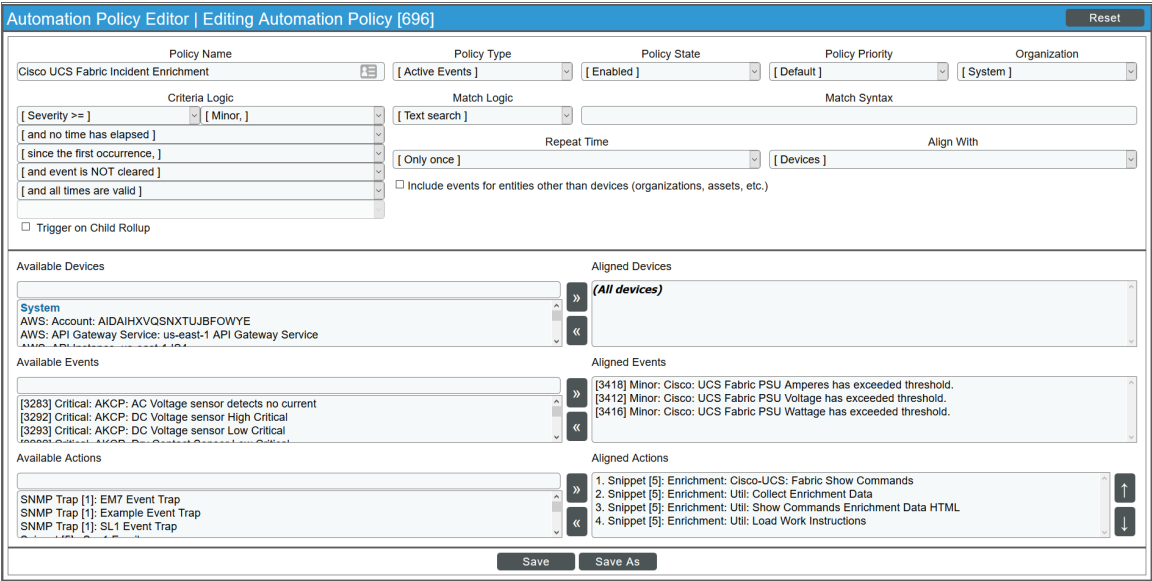 Automation Policy Editor | Editing Automation Policy [696]
Reset
Policy Name
Policy Type
Policy State
Policy Priority
Organization
Cisco UCS Fabric Incident Enrichment
[ Active Events ]
[ Enabled ]
[ Default ]
[ System ]
Criteria Logic
Match Logic
Match Syntax
[ Severity >= ]
[ Minor, ]
[ Text search ]
[ and no time has elapsed ]
[ since the first occurrence, ]
[ and event is NOT cleared ]
[ and all times are valid ]
Repeat Time
Align With
[ Only once ]
[ Devices ]
Include events for entities other than devices (organizations, assets, etc.)
Trigger on Child Rollup
Available Devices
System
AWS: Account: AIDAIHXVQSNXTUJBFOWYE
AWS: API Gateway Service: us-east-1 API Gateway Service
»
«
Aligned Devices
(All devices)
Available Events
[3283] Critical: AKCP: AC Voltage sensor detects no current
[3292] Critical: AKCP: DC Voltage sensor High Critical
[3293] Critical: AKCP: DC Voltage sensor Low Critical
»
«
Aligned Events
[3418] Minor: Cisco: UCS Fabric PSU Amperes has exceeded threshold.
[3412] Minor: Cisco: UCS Fabric PSU Voltage has exceeded threshold.
[3416] Minor: Cisco: UCS Fabric PSU Wattage has exceeded threshold.
Available Actions
SNMP Trap [1]: EM7 Event Trap
SNMP Trap [1]: Example Event Trap
SNMP Trap [1]: SL1 Event Trap
»
«
Aligned Actions
1. Snippet [5]: Enrichment: Cisco-UCS: Fabric Show Commands
2. Snippet [5]: Enrichment: Util: Collect Enrichment Data
3. Snippet [5]: Enrichment: Util: Show Commands Enrichment Data HTML
4. Snippet [5]: Enrichment: Util: Load Work Instructions
↑
↓
Save
Save As